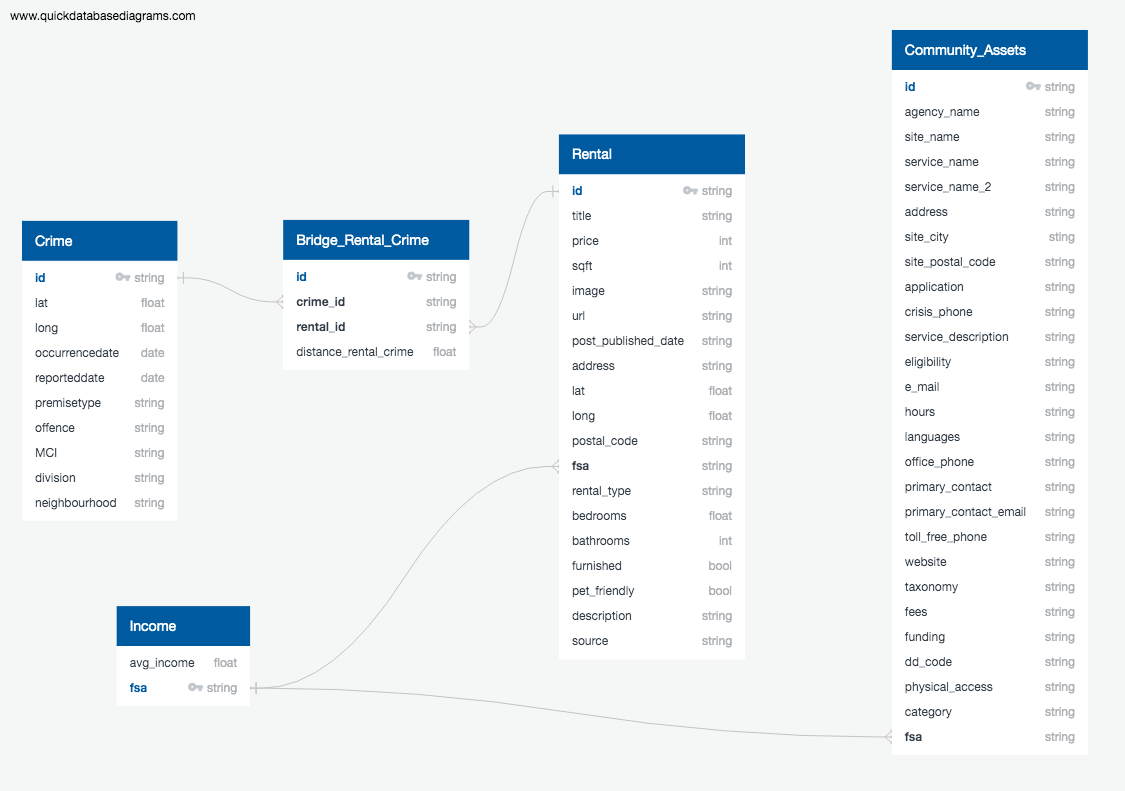 www.quickdatabasediagrams.com
Crime
id string
lat float
long float
occurrencedate date
reporteddate date
premisetype string
offence string
MCI string
division string
neighbourhood string
Bridge_Rental_Crime
id string
crime_id string
rental_id string
distance_rental_crime float
Rental
id string
title string
price int
sqft int
image string
url string
post_published_date string
address string
lat float
long float
postal_code string
fsa string
rental_type string
bedrooms float
bathrooms int
furnished bool
pet_friendly bool
description string
source string
Income
avg_income float
fsa string
Community_Assets
id string
agency_name string
site_name string
service_name string
service_name_2 string
address string
site_city sting
site_postal_code string
application string
crisis_phone string
service_description string
eligibility string
e_mail string
hours string
languages string
office_phone string
primary_contact string
primary_contact_email string
toll_free_phone string
website string
taxonomy string
fees string
funding string
dd_code string
physical_access string
category string
fsa string